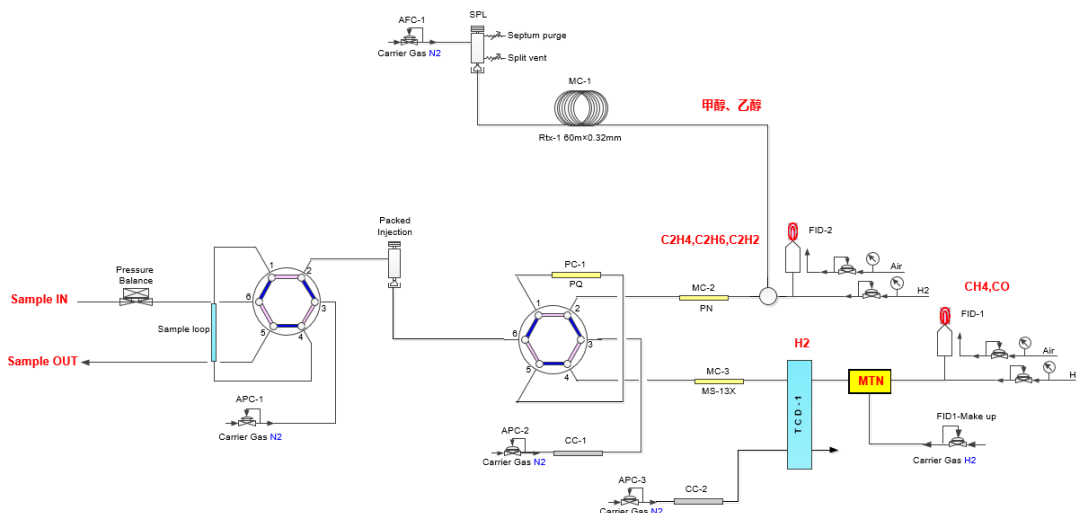 AFC-1
SPL
Carrier Gas N2
Septum purge
Split vent
MC-1
Rtx-1 60m×0.32mm
甲醇、乙醇
Packed
Injection
C2H4,C2H6,C2H2
FID-2
Air
H2
Pressure
Balance
Sample IN
Sample loop
Sample OUT
1
2
3
4
5
6
APC-1
Carrier Gas N2
PC-1
PQ
1
2
3
4
5
6
MC-2
PN
CH4,CO
FID-1
Air
H
H2
MC-3
MS-13X
TCD-1
MTN
FID1-Make up
Carrier Gas H2
APC-2
Carrier Gas N2
CC-1
APC-3
Carrier Gas N2
CC-2